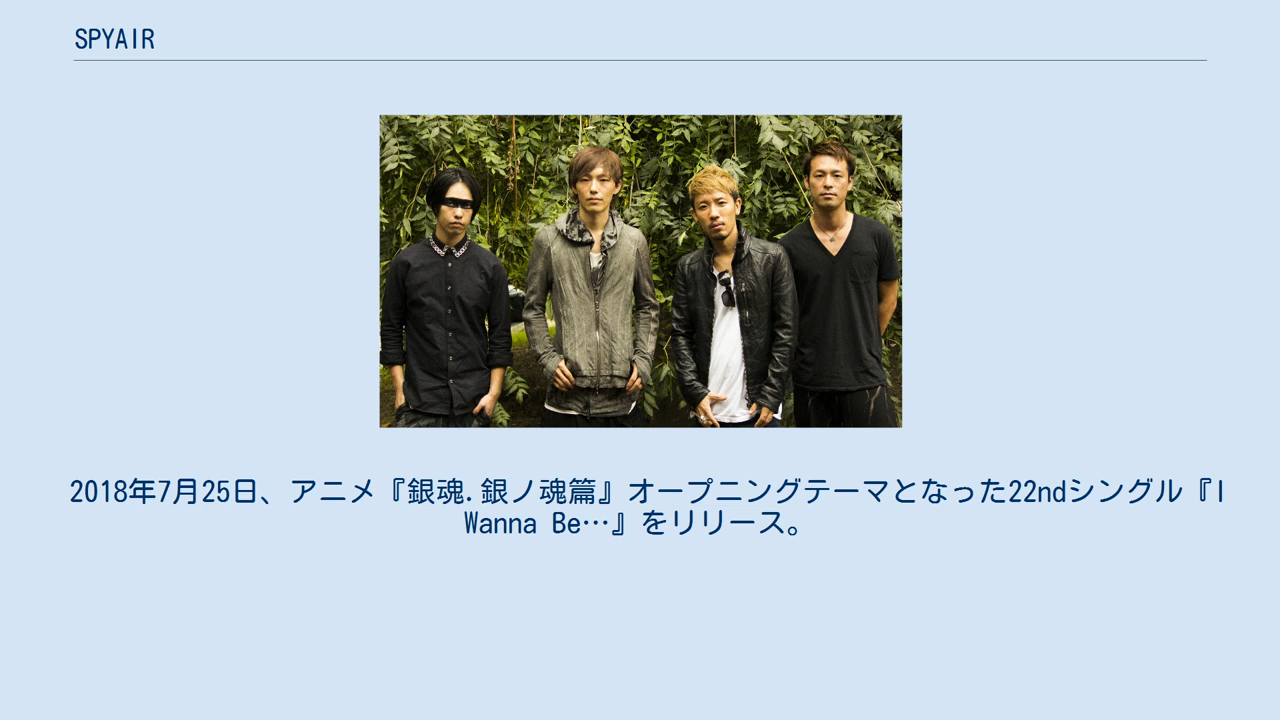 SPYAIR
2018年7月25日、アニメ『銀魂.銀ノ魂篇』オープニングテーマとなった22ndシングル『I
Wanna Be…』をリリース。